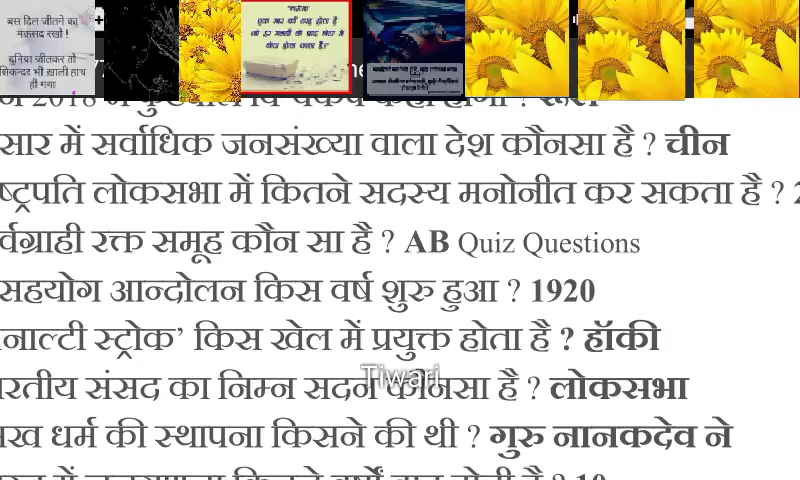 बस दिल जीतने का
मकसद रखो !
दुनिया जीतकर तो
सिकन्दर भी ख़ाली हाथ
ही गया
सार में सर्वाधिक जनसंख्या वाला देश कौनसा है ? चीन
ष्ट्रपति लोकसभा में कितने सदस्य मनोनीत कर सकता है ? 2
र्वग्राही रक्त समूह कौन सा है ? AB Quiz Questions
सहयोग आन्दोलन किस वर्ष शुरु हुआ ? 1920
नाल्टी स्ट्रोक’ किस खेल में प्रयुक्त होता है ? हॉकी
Tiwari
रतीय संसद का निम्न सदन कौनसा है ? लोकसभा
ख धर्म की स्थापना किसने की थी ? गुरु नानकदेव ने